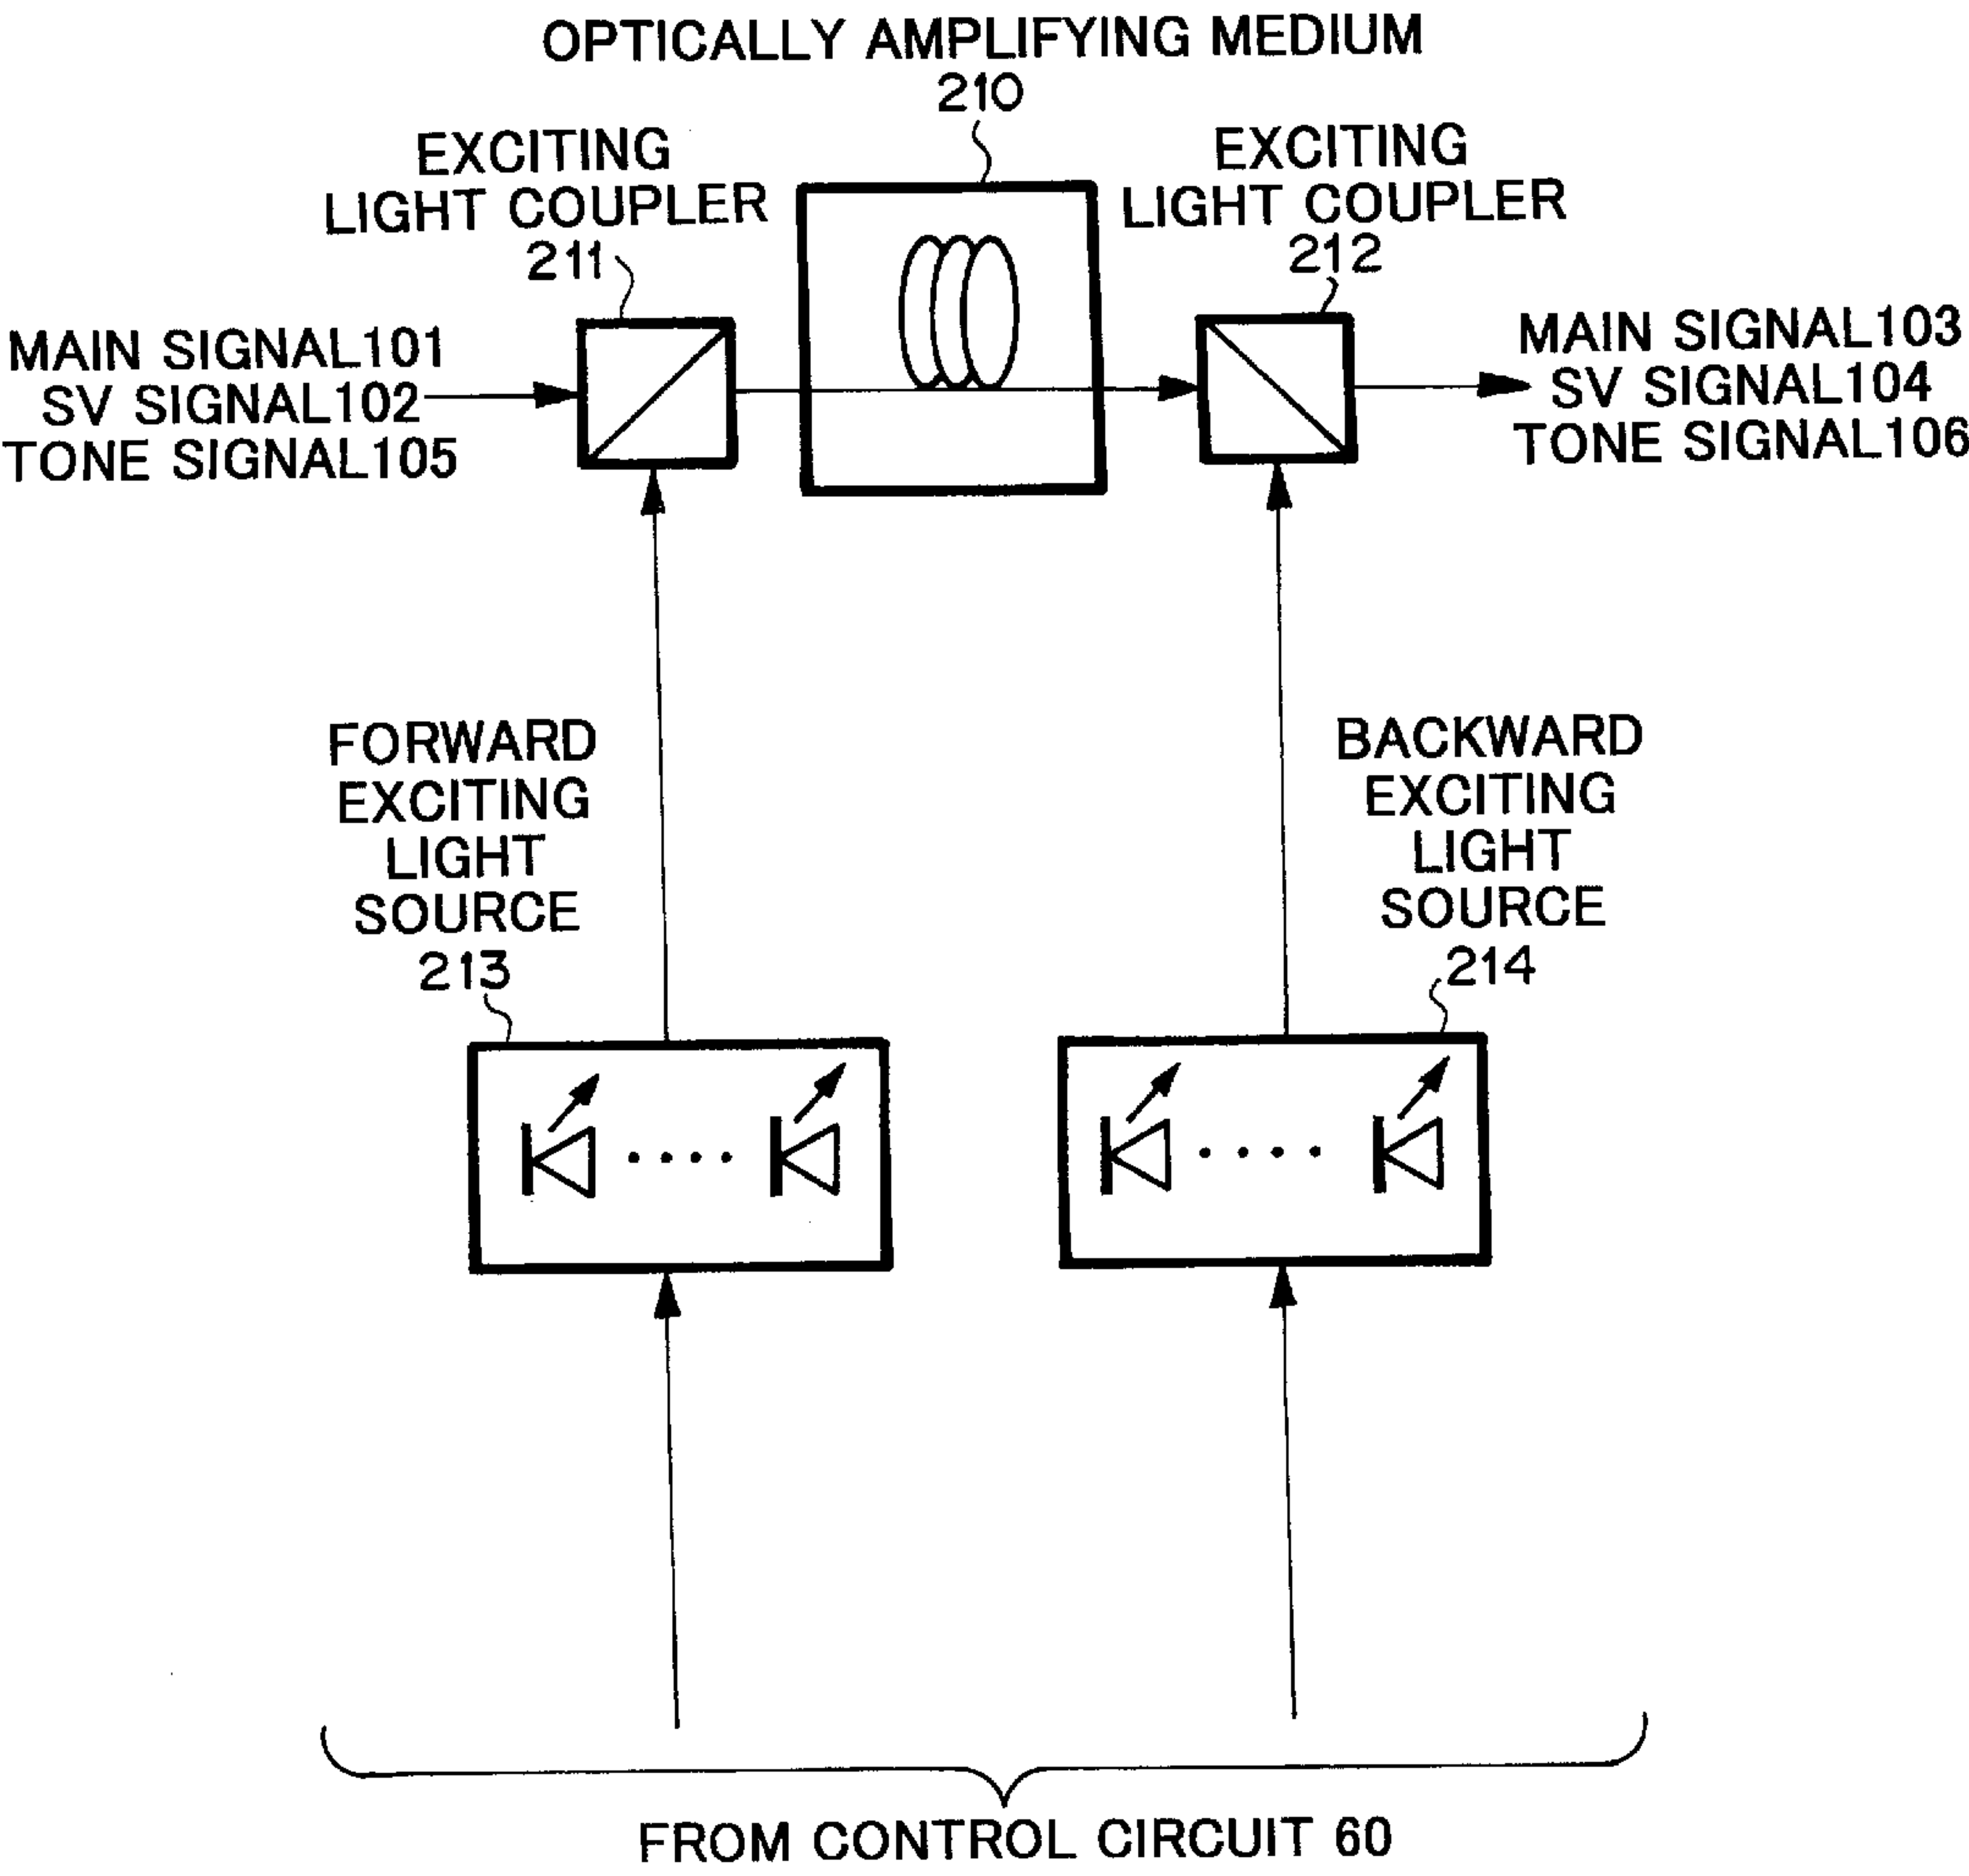 OPTICALLY AMPLIFYING MEDIUM
210
EXCITING
LIGHT COUPLER
211
EXCITING
LIGHT COUPLER
212
MAIN SIGNAL101
SV SIGNAL102
TONE SIGNAL105
MAIN SIGNAL103
SV SIGNAL104
TONE SIGNAL106
FORWARD
EXCITING
LIGHT
SOURCE
213
BACKWARD
EXCITING
LIGHT
SOURCE
214
FROM CONTROL CIRCUIT 60